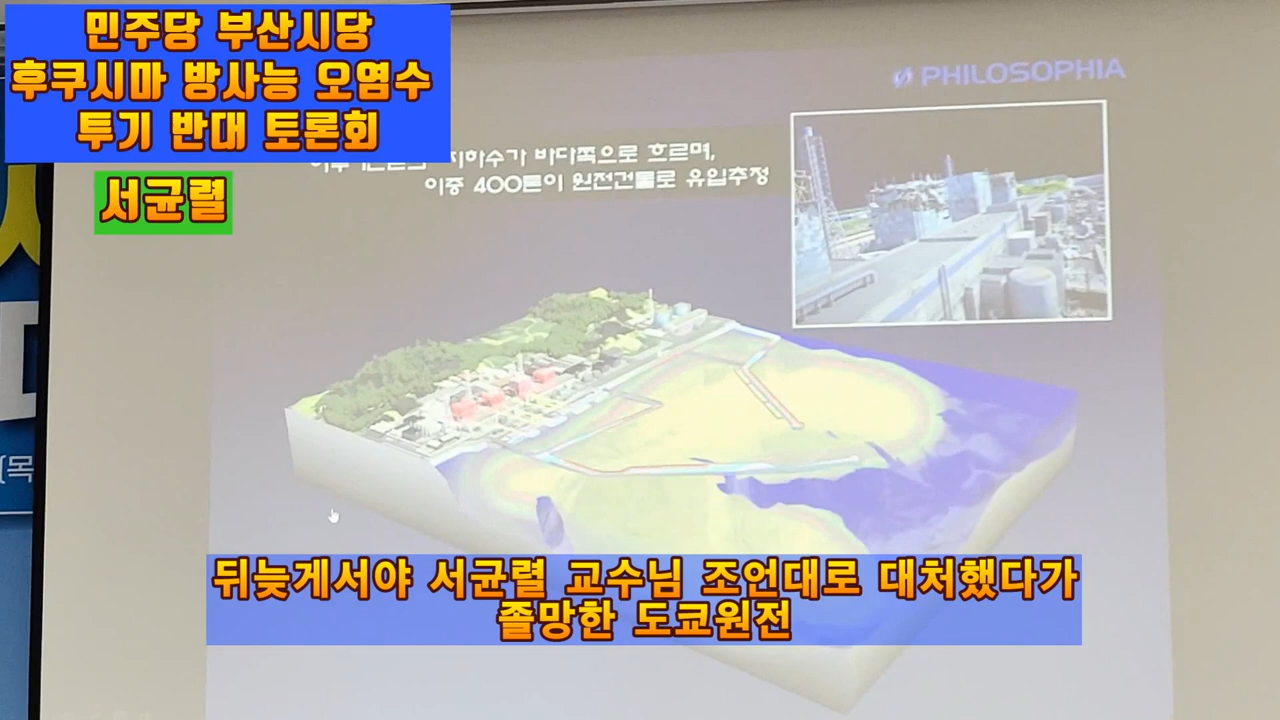 민주당 부산시당
후쿠시마 방사능 오염수
투기 반대 토론회
서균렬
PHILOSOPHIA
지하수가 바다쪽으로 흐르며,
이중 400톤이 원전건물로 유입추정
(목
뒤늦게서야 서균렬 교수님 조언대로 대처했다가
쫄망한 도쿄원전